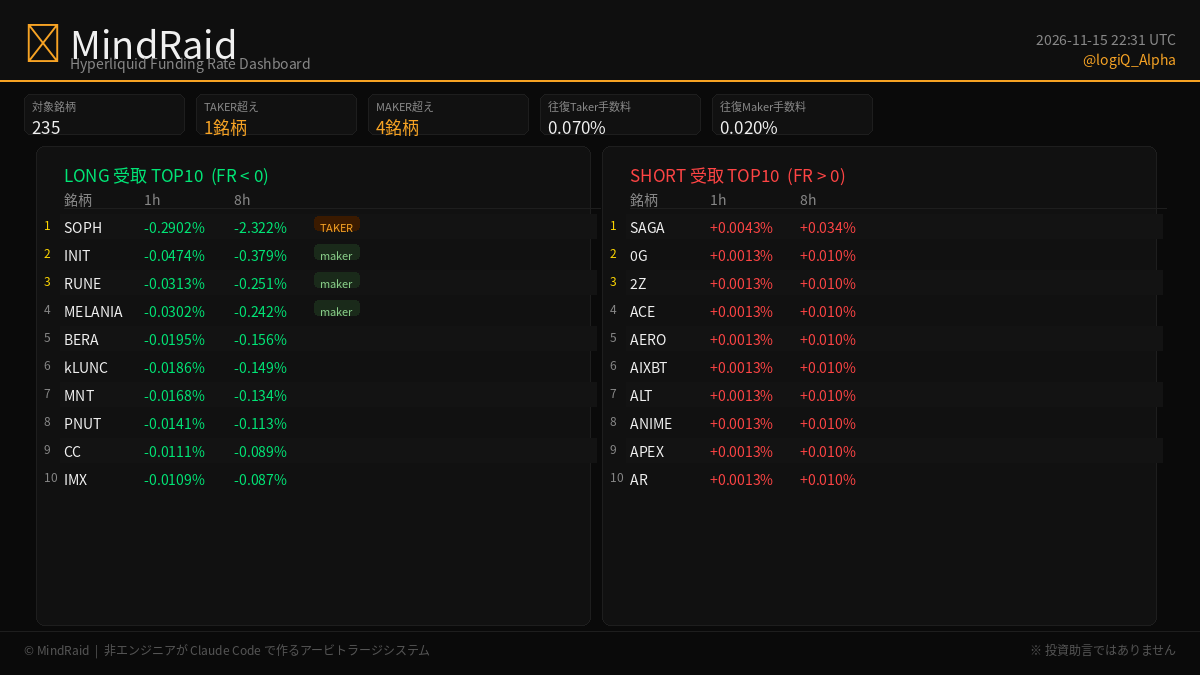 MindRaid
Hyperliquid Funding Rate Dashboard
2026-11-15 22:31 UTC
@logiQ_Alpha
対象銘柄
235
TAKER超え
1銘柄
MAKER超え
4銘柄
往復Taker手数料
0.070%
往復Maker手数料
0.020%
LONG 受取 TOP10 (FR < 0)
銘柄 1h 8h
1 SOPH -0.2902% -2.322% TAKER
2 INIT -0.0474% -0.379% maker
3 RUNE -0.0313% -0.251% maker
4 MELANIA -0.0302% -0.242% maker
5 BERA -0.0195% -0.156%
6 kLUNC -0.0186% -0.149%
7 MNT -0.0168% -0.134%
8 PNUT -0.0141% -0.113%
9 CC -0.0111% -0.089%
10 IMX -0.0109% -0.087%
SHORT 受取 TOP10 (FR > 0)
銘柄 1h 8h
1 SAGA +0.0043% +0.034%
2 0G +0.0013% +0.010%
3 2Z +0.0013% +0.010%
4 ACE +0.0013% +0.010%
5 AERO +0.0013% +0.010%
6 AIXBT +0.0013% +0.010%
7 ALT +0.0013% +0.010%
8 ANIME +0.0013% +0.010%
9 APEX +0.0013% +0.010%
10 AR +0.0013% +0.010%
© MindRaid | 非エンジニアが Claude Code で作るアービトラージシステム
※ 投資助言ではありません